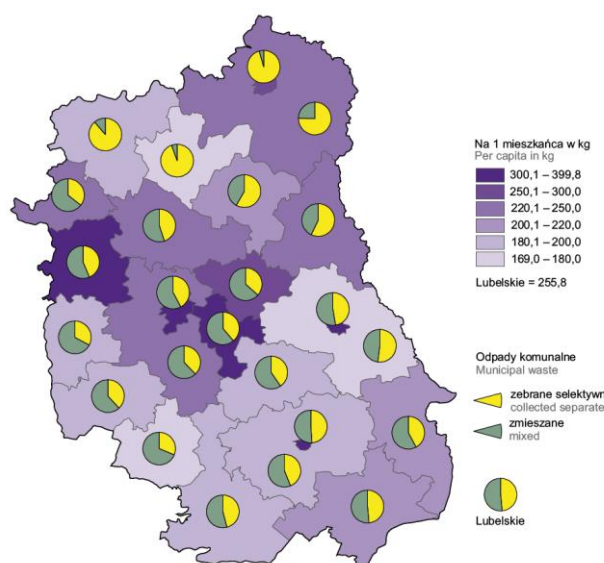 Na 1 mieszkańca w kg
Per capita in kg
300,1 – 399,8
250,1 – 300,0
220,1 – 250,0
200,1 – 220,0
180,1 – 200,0
169,0 – 180,0
Lubelskie = 255,8
Odpady komunalne
Municipal waste
zebrane selektywn
collected separate
zmieszane
mixed
Lubelskie